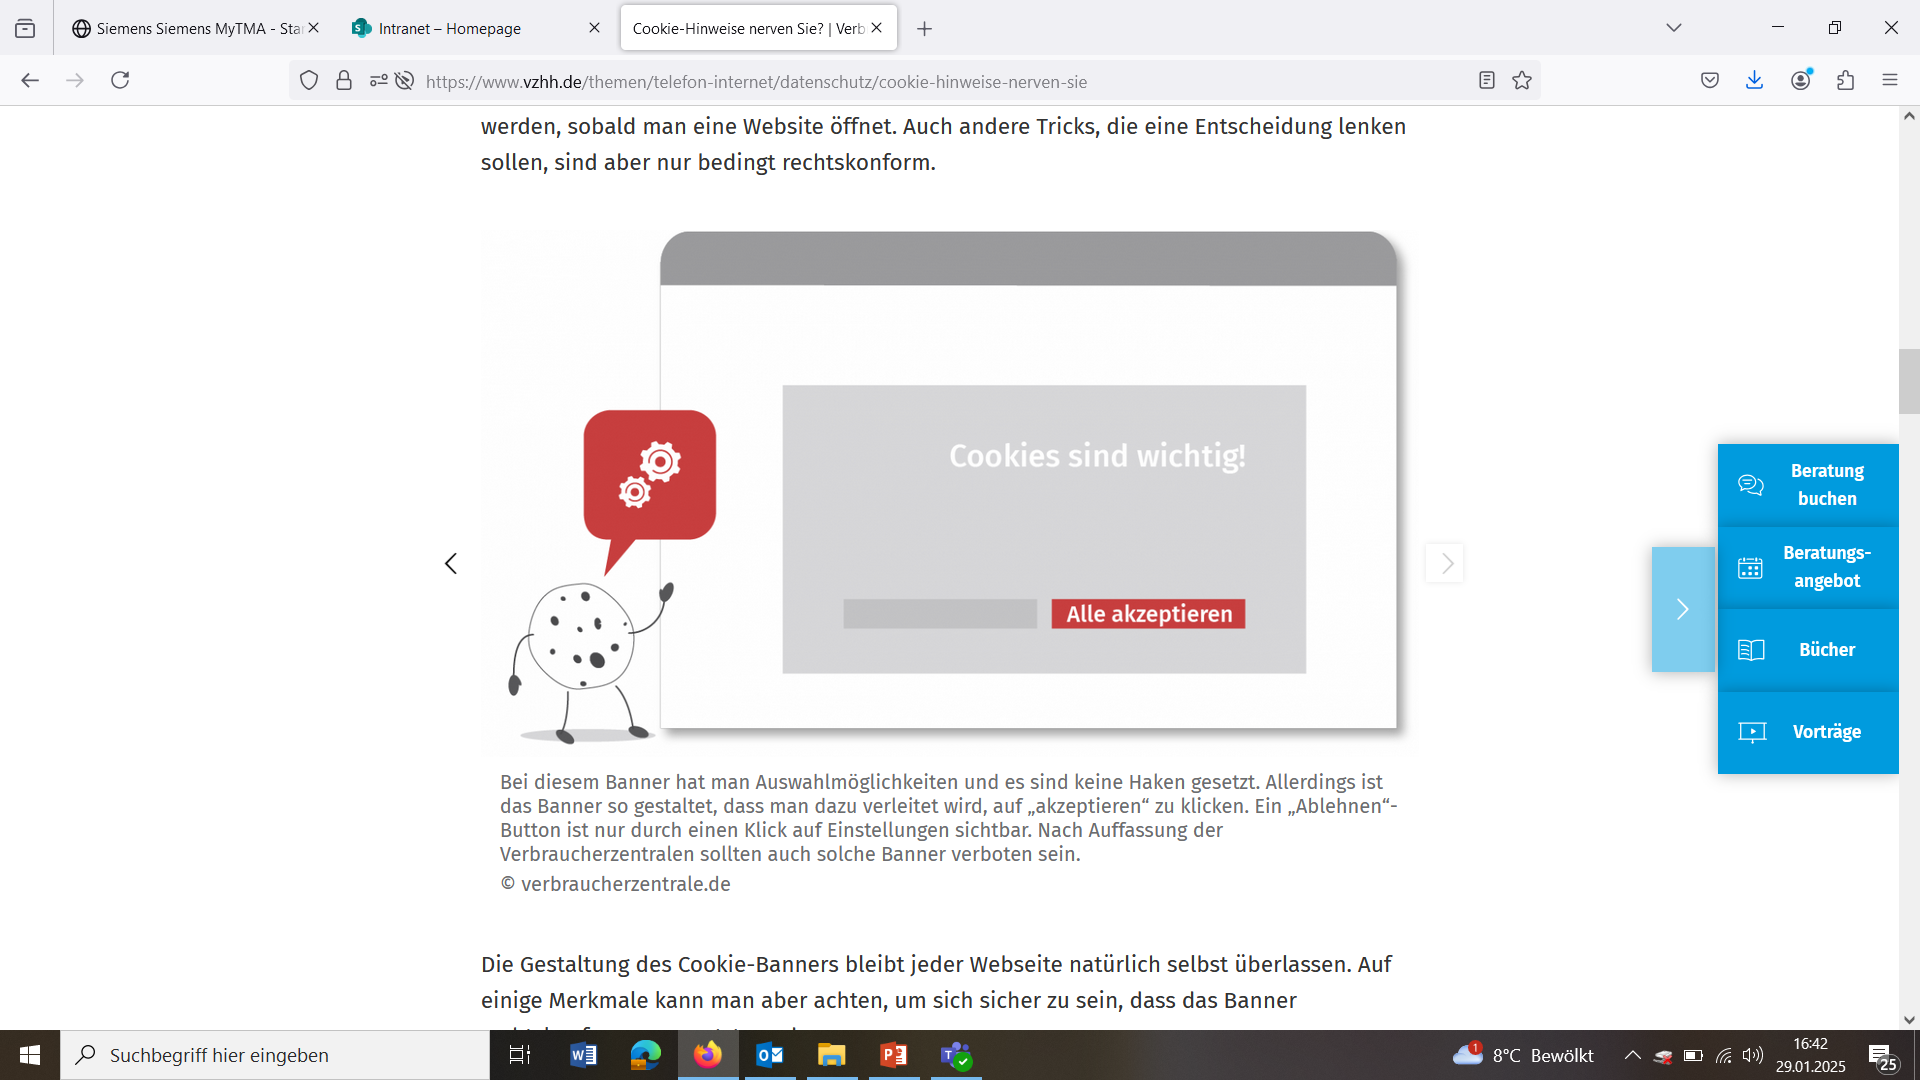 Siemens Siemens MyTMA - Star
Intranet – Homepage
Cookie-Hinweise nerven Sie? | Verb
https://www.vzhh.de/themen/telefon-internet/datenschutz/cookie-hinweise-nerven-sie
werden, sobald man eine Website öffnet. Auch andere Tricks, die eine Entscheidung lenken
sollen, sind aber nur bedingt rechtskonform.
Cookies sind wichtig!
Alle akzeptieren
Bei diesem Banner hat man Auswahlmöglichkeiten und es sind keine Haken gesetzt. Allerdings ist
das Banner so gestaltet, dass man dazu verleitet wird, auf „akzeptieren“ zu klicken. Ein „Ablehnen“-
Button ist nur durch einen Klick auf Einstellungen sichtbar. Nach Auffassung der
Verbraucherzentralen sollten auch solche Banner verboten sein.
© verbraucherzentrale.de
Die Gestaltung des Cookie-Banners bleibt jeder Webseite natürlich selbst überlassen. Auf
einige Merkmale kann man aber achten, um sich sicher zu sein, dass das Banner
Beratung
buchen
Beratungs-
angebot
Bücher
Vorträge
Suchbegriff hier eingeben
1
8°C Bewölkt
16:42
29.01.2025
25